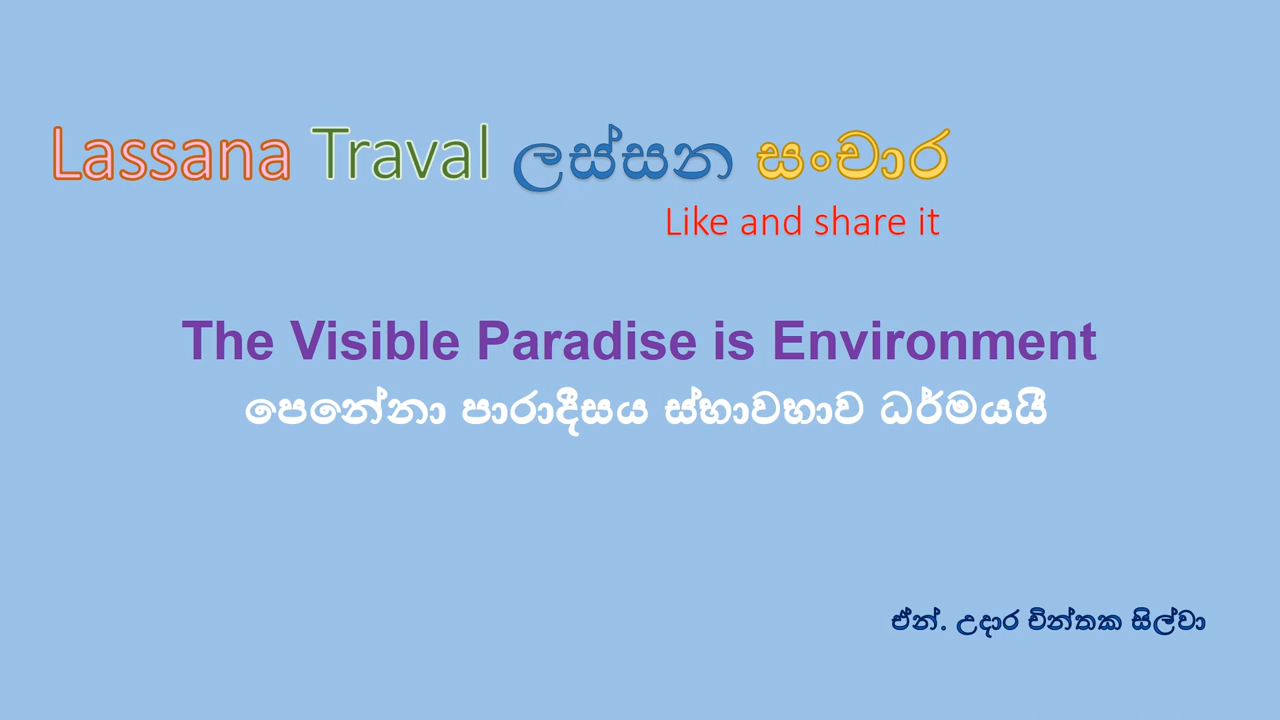 Lassana Traval ලස්සන සංචාර
Like and share it
The Visible Paradise is Environment
පෙනේනා පාරාදීසය ස්භාවභාව ධර්මයයී
ඒන්. උදාර චින්තක සිල්වා